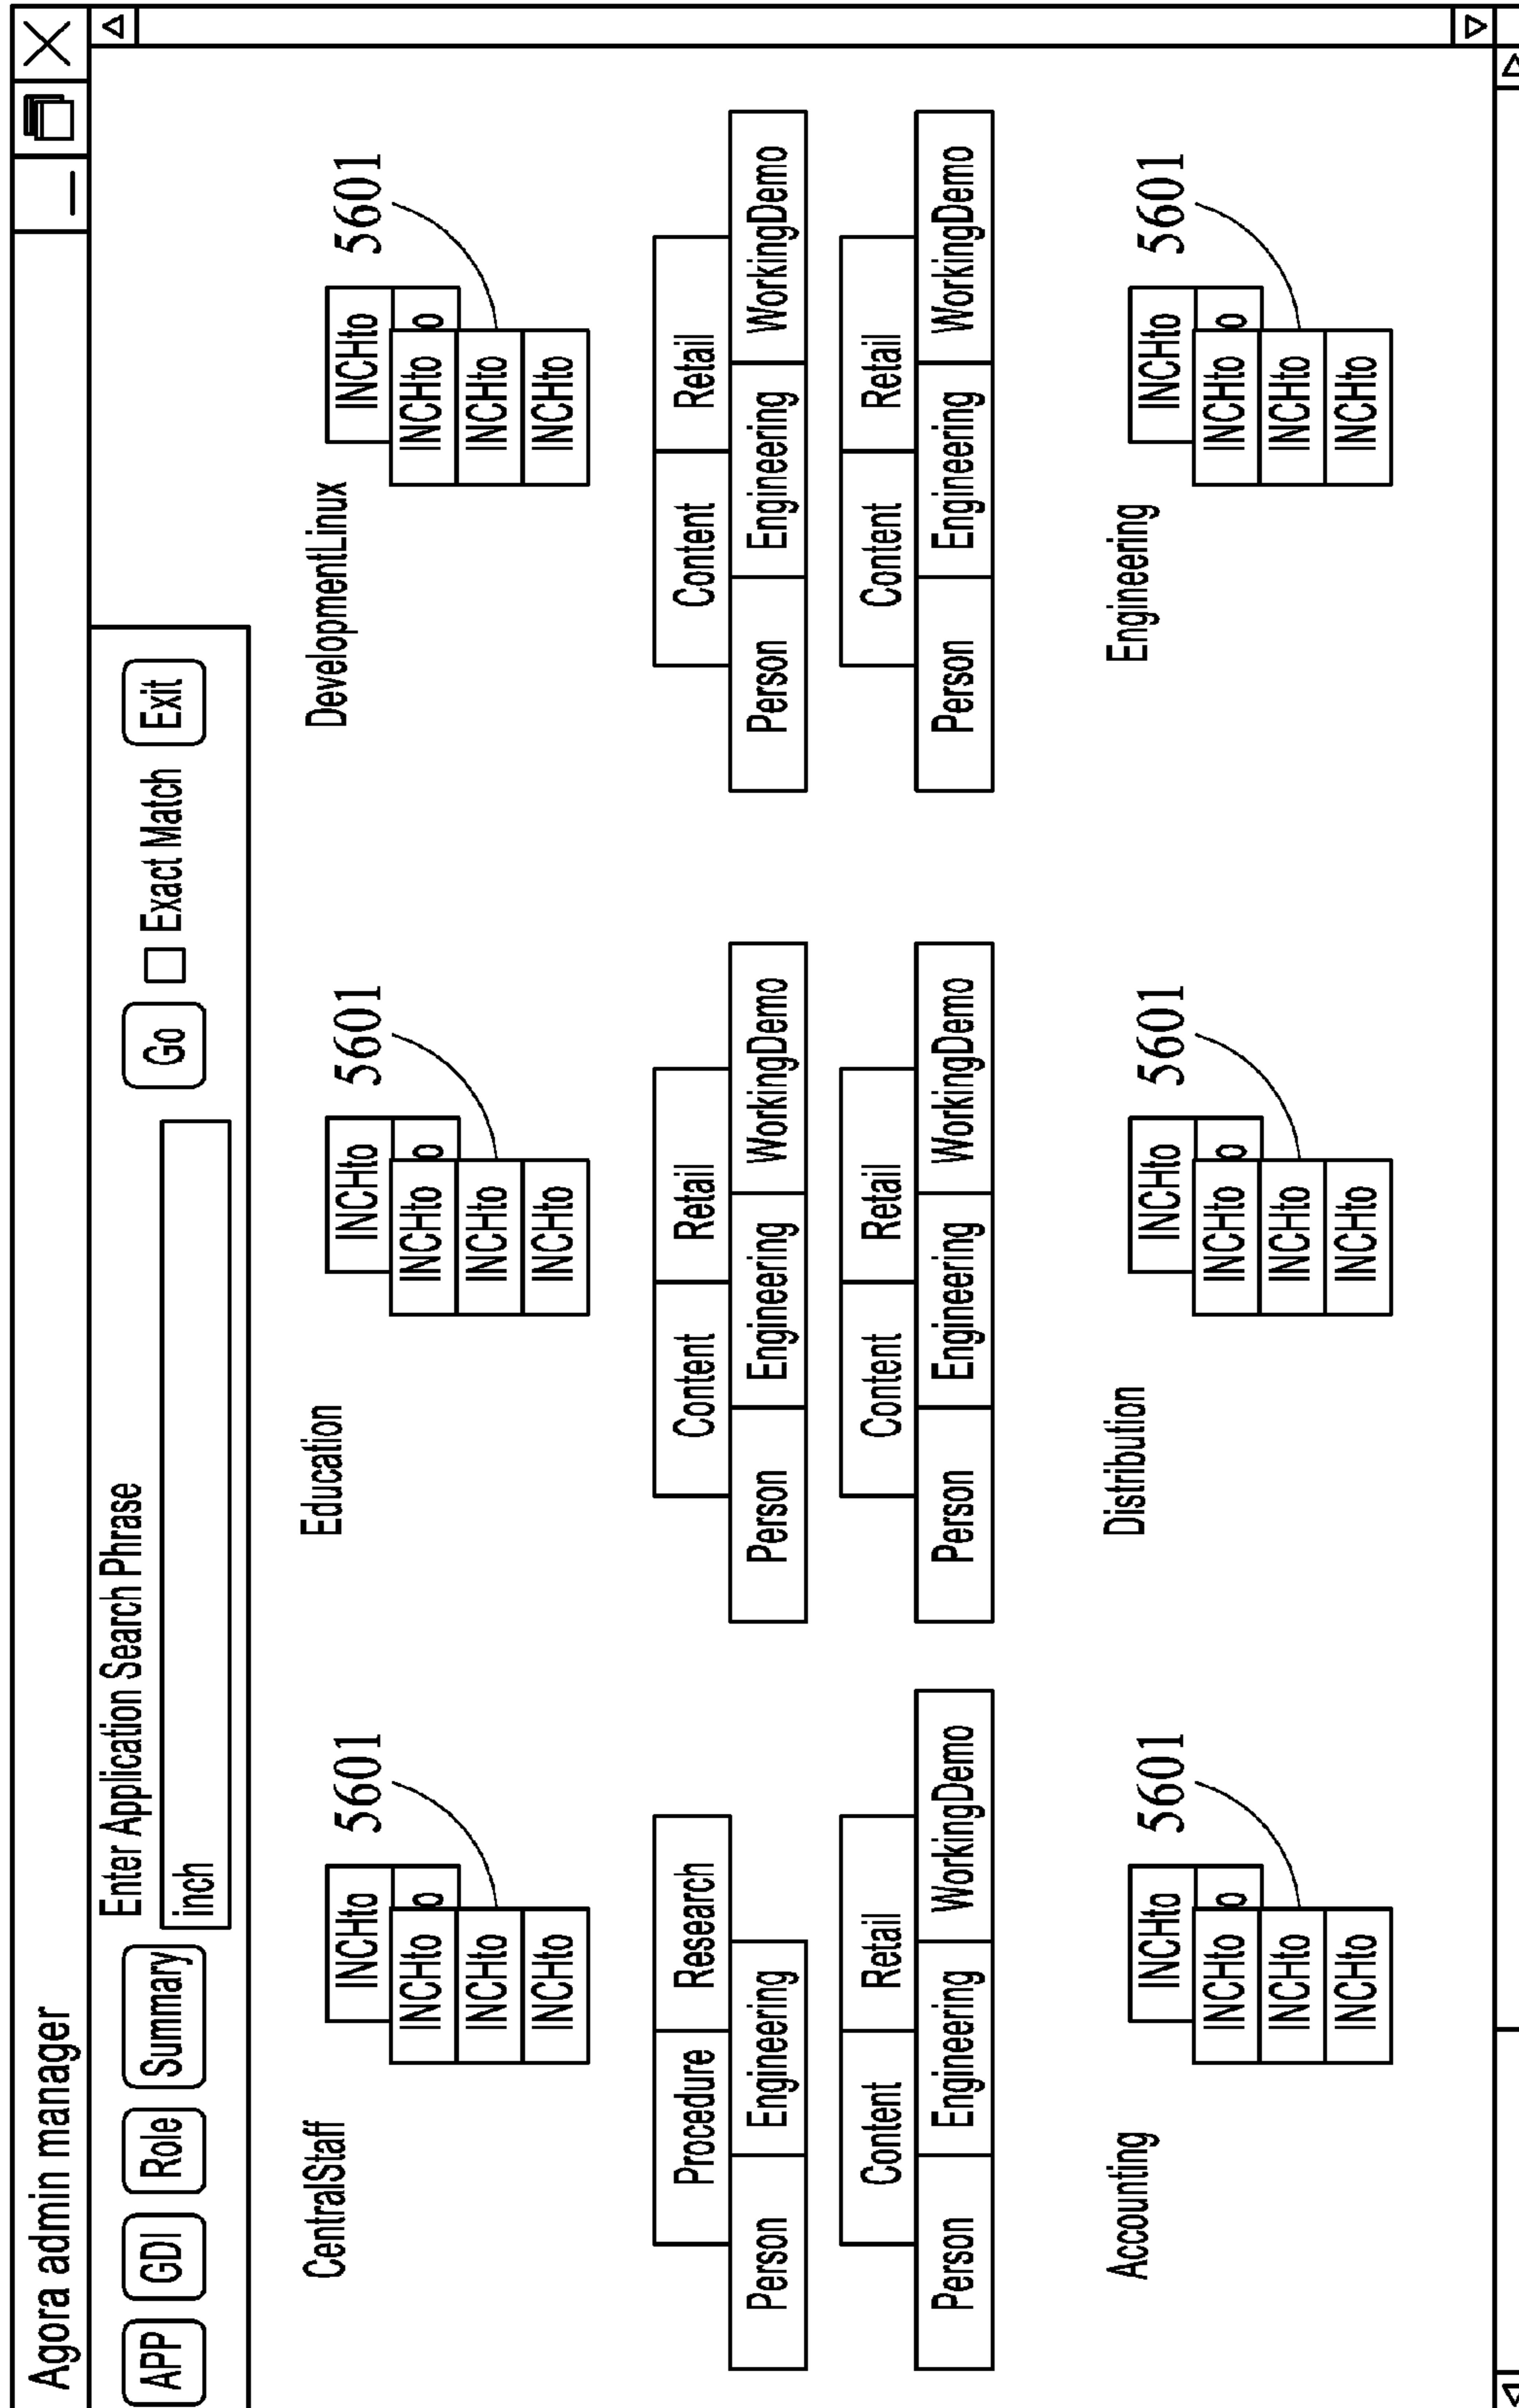 Agora admin manager
Enter Application Search Phrase
APP GDI Role Summary inch Go Exact Match Exit
CentralStaff Education DevelopmentLinux
5601 5601 5601
INCHto INCHto INCHto
INCHto o INCHto o INCHto o
INCHto INCHto INCHto
INCHto INCHto INCHto
Procedure Research Content Retail Content Retail
Person Engineering Person Engineering WorkingDemo Person Engineering WorkingDemo
Content Retail Content Retail Content Retail
Person Engineering WorkingDemo Person Engineering WorkingDemo Person Engineering WorkingDemo
Accounting Distribution Engineering
5601 5601 5601
INCHto INCHto INCHto
INCHto o INCHto o INCHto o
INCHto INCHto INCHto
INCHto INCHto INCHto